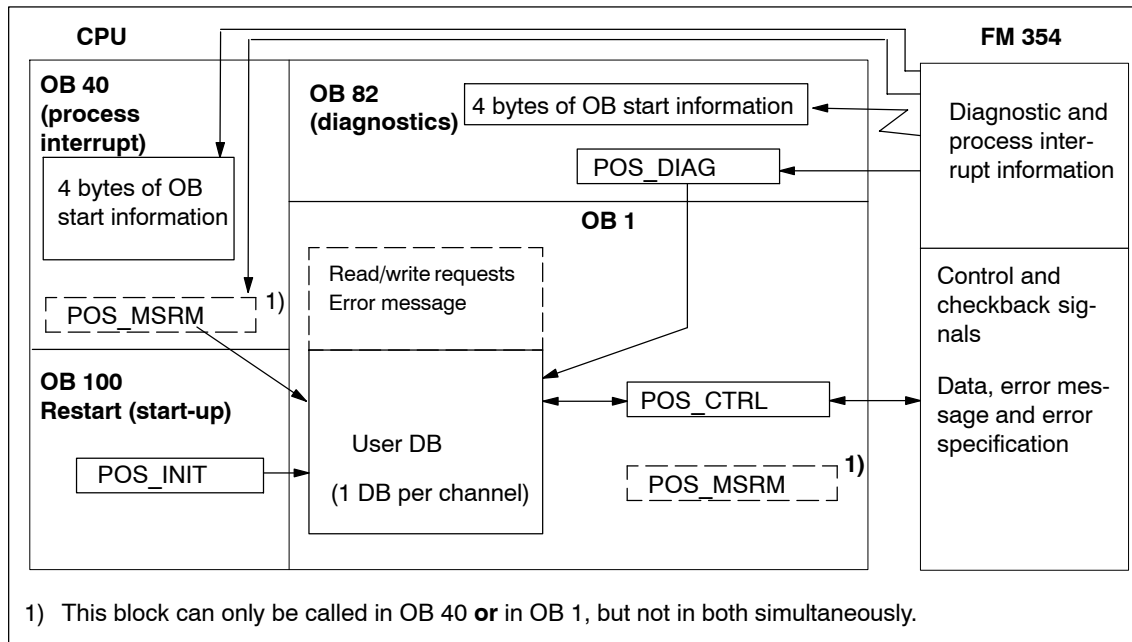 CPU
FM 354
OB 40
(process
interrupt)
4 bytes of OB
start information
POS_MSRM
1)
OB 100
Restart (start-up)
POS_INIT
OB 82
(diagnostics)
4 bytes of OB start information
POS_DIAG
OB 1
Read/write requests
Error message
User DB
(1 DB per channel)
POS_CTRL
POS_MSRM
1)
Diagnostic and
process inter-
rupt information
Control and
checkback sig-
nals
Data, error mes-
sage and error
specification
1) This block can only be called in OB 40 or in OB 1, but not in both simultaneously.